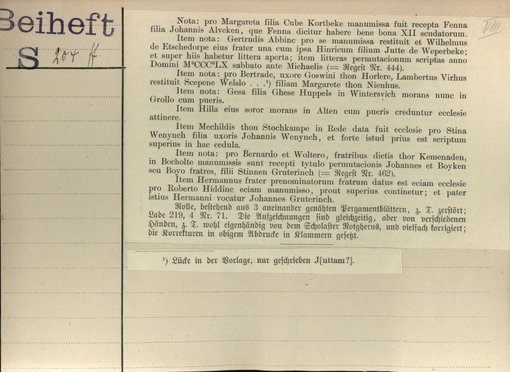 Beiheft
S 204 ff
VIII
Nota: pro Margareta filia Cube Kortbeke manumissa fuit recepta Fenna
filia Johannis Alveken, que Fenna dicitur habere bene bona XII scudatorum.
Item nota: Gertrudis Abbinc pro se manumissa restituit et Wilhelmus
de Etschedorpe eius frater una cum ipsa Hinricum filium Jutte de Weperbeke;
et super hiis habetur littera aperta; item litteras permutacionum scriptas anno
Domini MºCCCCºLX sabbato ante Michaelis (= Regest Nr. 444).
Item nota: pro Bertrade, uxore Goswini thon Horlere, Lambertus Virhus
restituit Scepene Welslo . . .¹) filiam Margarete thon Nienhus.
Item nota: Gesa filia Ghese Huppels in Wintersvich morans nunc in
Grollo cum pueris.
Item Hilla eius soror morans in Alten cum pueris creduntur ecclesie
attinere.
Item Mechildis thon Stochkampe in Rede data fuit ecclesie pro Stina
Wenynch filia uxoris Johannis Wenynch, et forte istud prius est scriptum
superius in hac cedula.
Item nota: pro Bernardo et Woltero, fratribus dictis thor Kemenaden,
in Bocholte manumissis sunt recepti tytulo permutacionis Johannes et Boyken
seu Boyo fratres, filii Stinnen Gruterinch (= Regest Nr. 462).
Item Hermannus frater prenominatorum fratrum datus est eciam ecclesie
pro Roberto Hiddinc eciam manumisso, prout superius continetur; et pater
istius Hermanni vocatur Johannes Gruterinch.
Rolle, bestehend aus 3 aneinander genähten Pergamentblättern, z. T. zerstört;
Lade 219, 4 Nr. 71. Die Aufzeichnungen sind gleichzeitig, aber von verschiedenen
Händen, z. T. wohl eigenhändig von dem Scholaster Rotgherus, und vielfach korrigiert;
die Korrekturen in obigem Abdrucke in Klammern gesetzt.
¹) Lücke in der Vorlage, nur geschrieben J[uttam?].